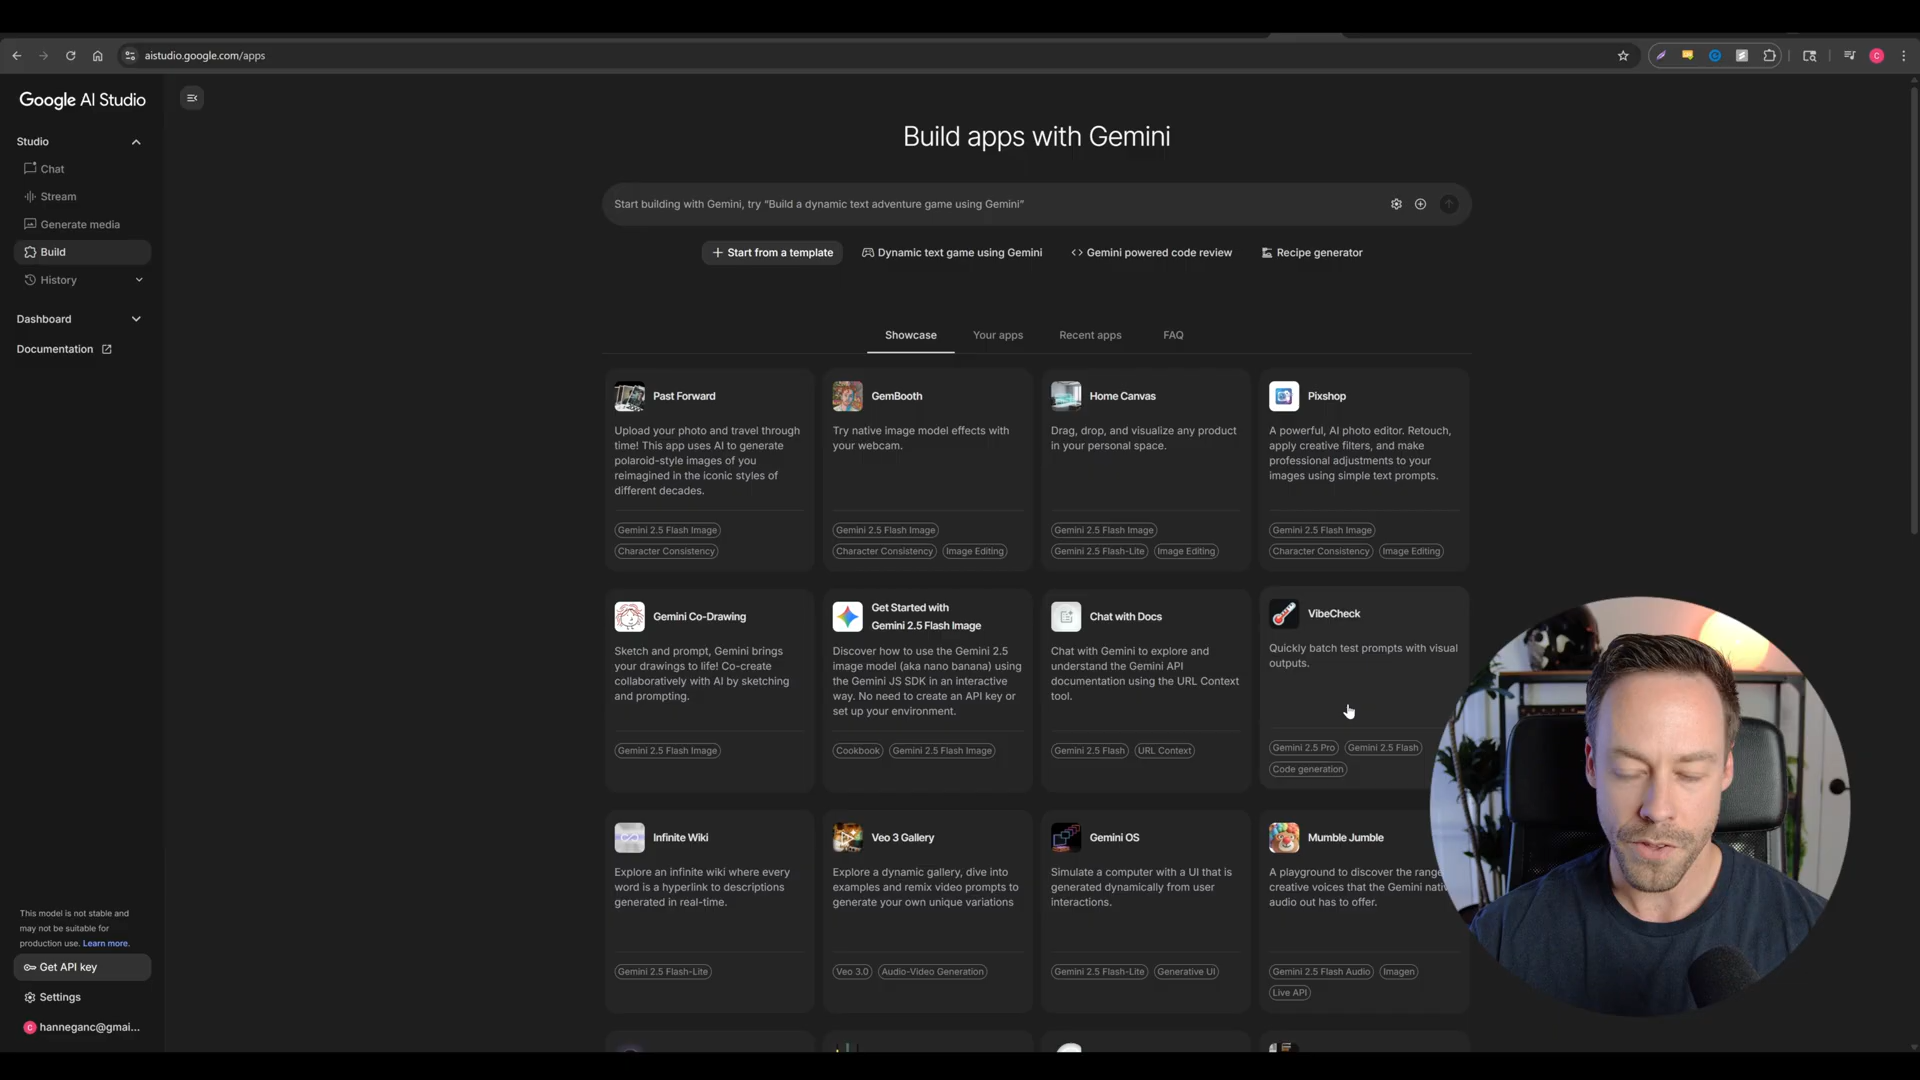 aistudio.google.com/apps
Google AI Studio
Studio
Chat
Stream
Generate media
Build
History
Dashboard
Documentation
Build apps with Gemini
Start building with Gemini, try “Build a dynamic text adventure game using Gemini”
Start from a template
Dynamic text game using Gemini
Gemini powered code review
Recipe generator
Showcase
Your apps
Recent apps
FAQ
Past Forward
Upload your photo and travel through
time! This app uses AI to generate
polaroid-style images of you
reimagined in the iconic styles of
different decades.
Gemini 2.5 Flash Image
Character Consistency
GemBooth
Try native image model effects with
your webcam.
Gemini 2.5 Flash Image
Character Consistency
Image Editing
Home Canvas
Drag, drop, and visualize any product
in your personal space.
Gemini 2.5 Flash Image
Gemini 2.5 Flash-Lite
Image Editing
Pixshop
A powerful, AI photo editor. Retouch,
apply creative filters, and make
professional adjustments to your
images using simple text prompts.
Gemini 2.5 Flash Image
Character Consistency
Image Editing
Gemini Co-Drawing
Sketch and prompt, Gemini brings
your drawings to life! Co-create
collaboratively with AI by sketching
and prompting.
Gemini 2.5 Flash Image
Get Started with
Gemini 2.5 Flash Image
Discover how to use the Gemini 2.5
image model (aka nano banana) using
the Gemini JS SDK in an interactive
way. No need to create an API key or
set up your environment.
Cookbook
Gemini 2.5 Flash Image
Chat with Docs
Chat with Gemini to explore and
understand the Gemini API
documentation using the URL Context
tool.
Gemini 2.5 Flash
URL Context
VibeCheck
Quickly batch test prompts with visual
outputs.
Gemini 2.5 Pro
Gemini 2.5 Flash
Code generation
Infinite Wiki
Explore an infinite wiki where every
word is a hyperlink to descriptions
generated in real-time.
Gemini 2.5 Flash-Lite
Veo 3 Gallery
Explore a dynamic gallery, dive into
examples and remix video prompts to
generate your own unique variations
Veo 3.0
Audio-Video Generation
Gemini OS
Simulate a computer with a UI that is
generated dynamically from user
interactions.
Gemini 2.5 Flash-Lite
Generative UI
Mumble Jumble
A playground to discover the range
creative voices that the Gemini
audio out has to offer.
Gemini 2.5 Flash Audio
Imagen
Live API
This model is not stable and
may not be suitable for
production use. Learn more.
Get API key
Settings
C hanneganc@gmai...